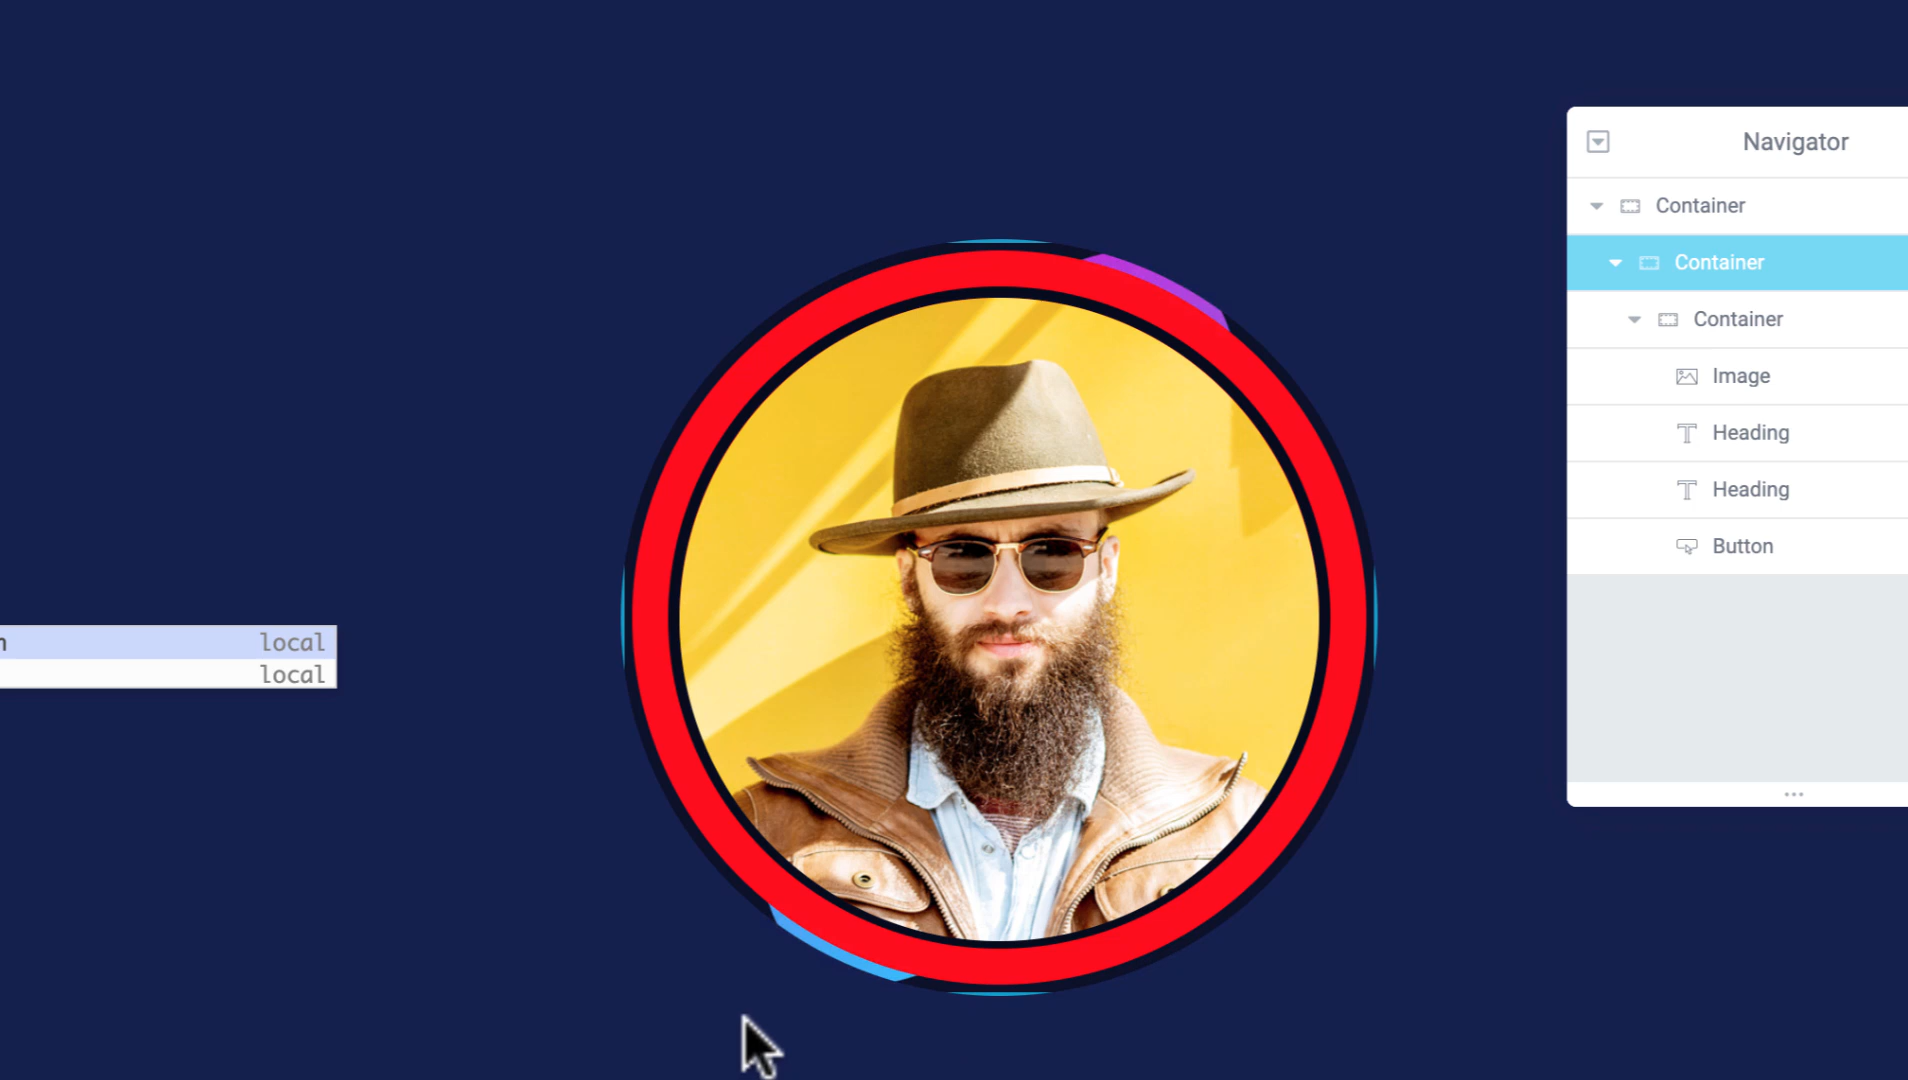 Navigator
Container
Container
Container
Image
Heading
Heading
Button
local
local